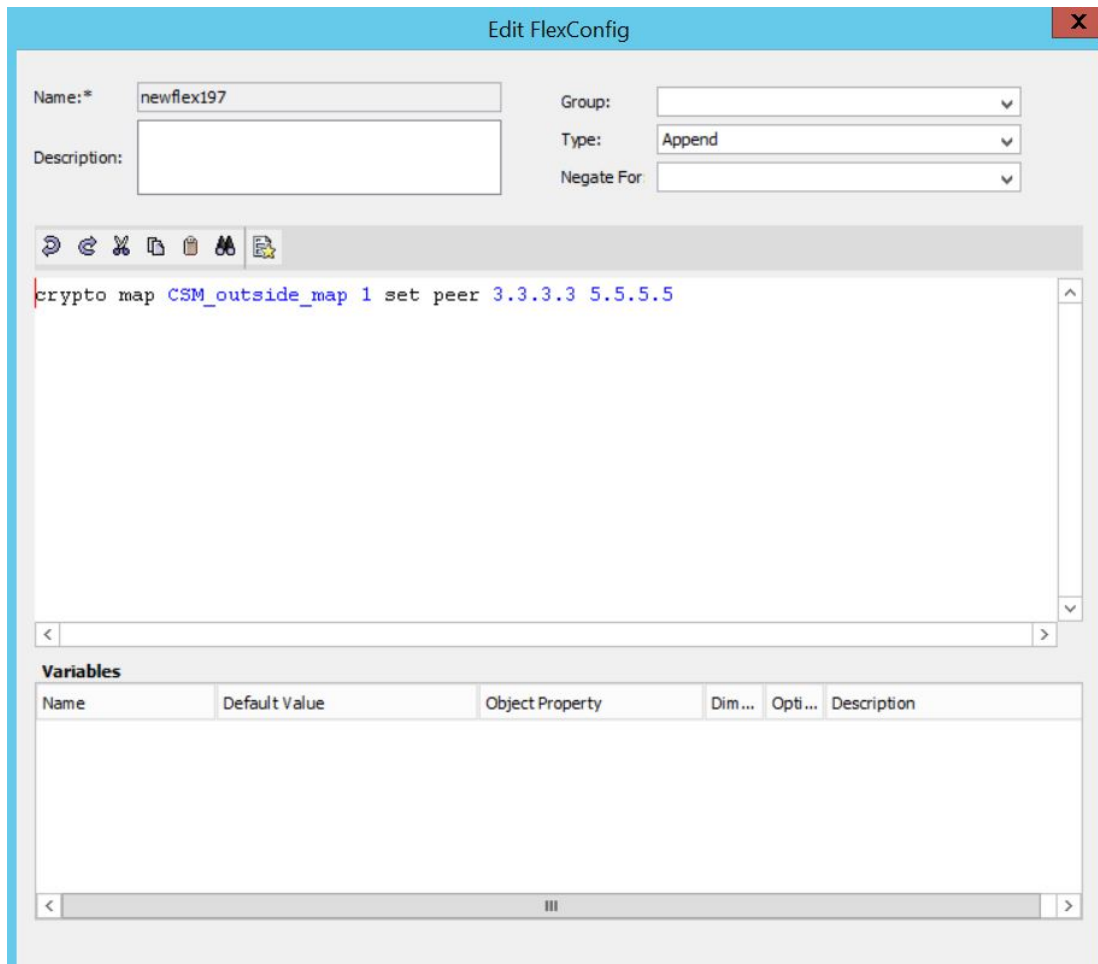 Edit FlexConfig
X
Name:* newflex197
Group:
Type: Append
Description:
Negate For
crypto map CSM_outside_map 1 set peer 3.3.3.3 5.5.5.5
Variables
Name Default Value Object Property Dim... Opti... Description